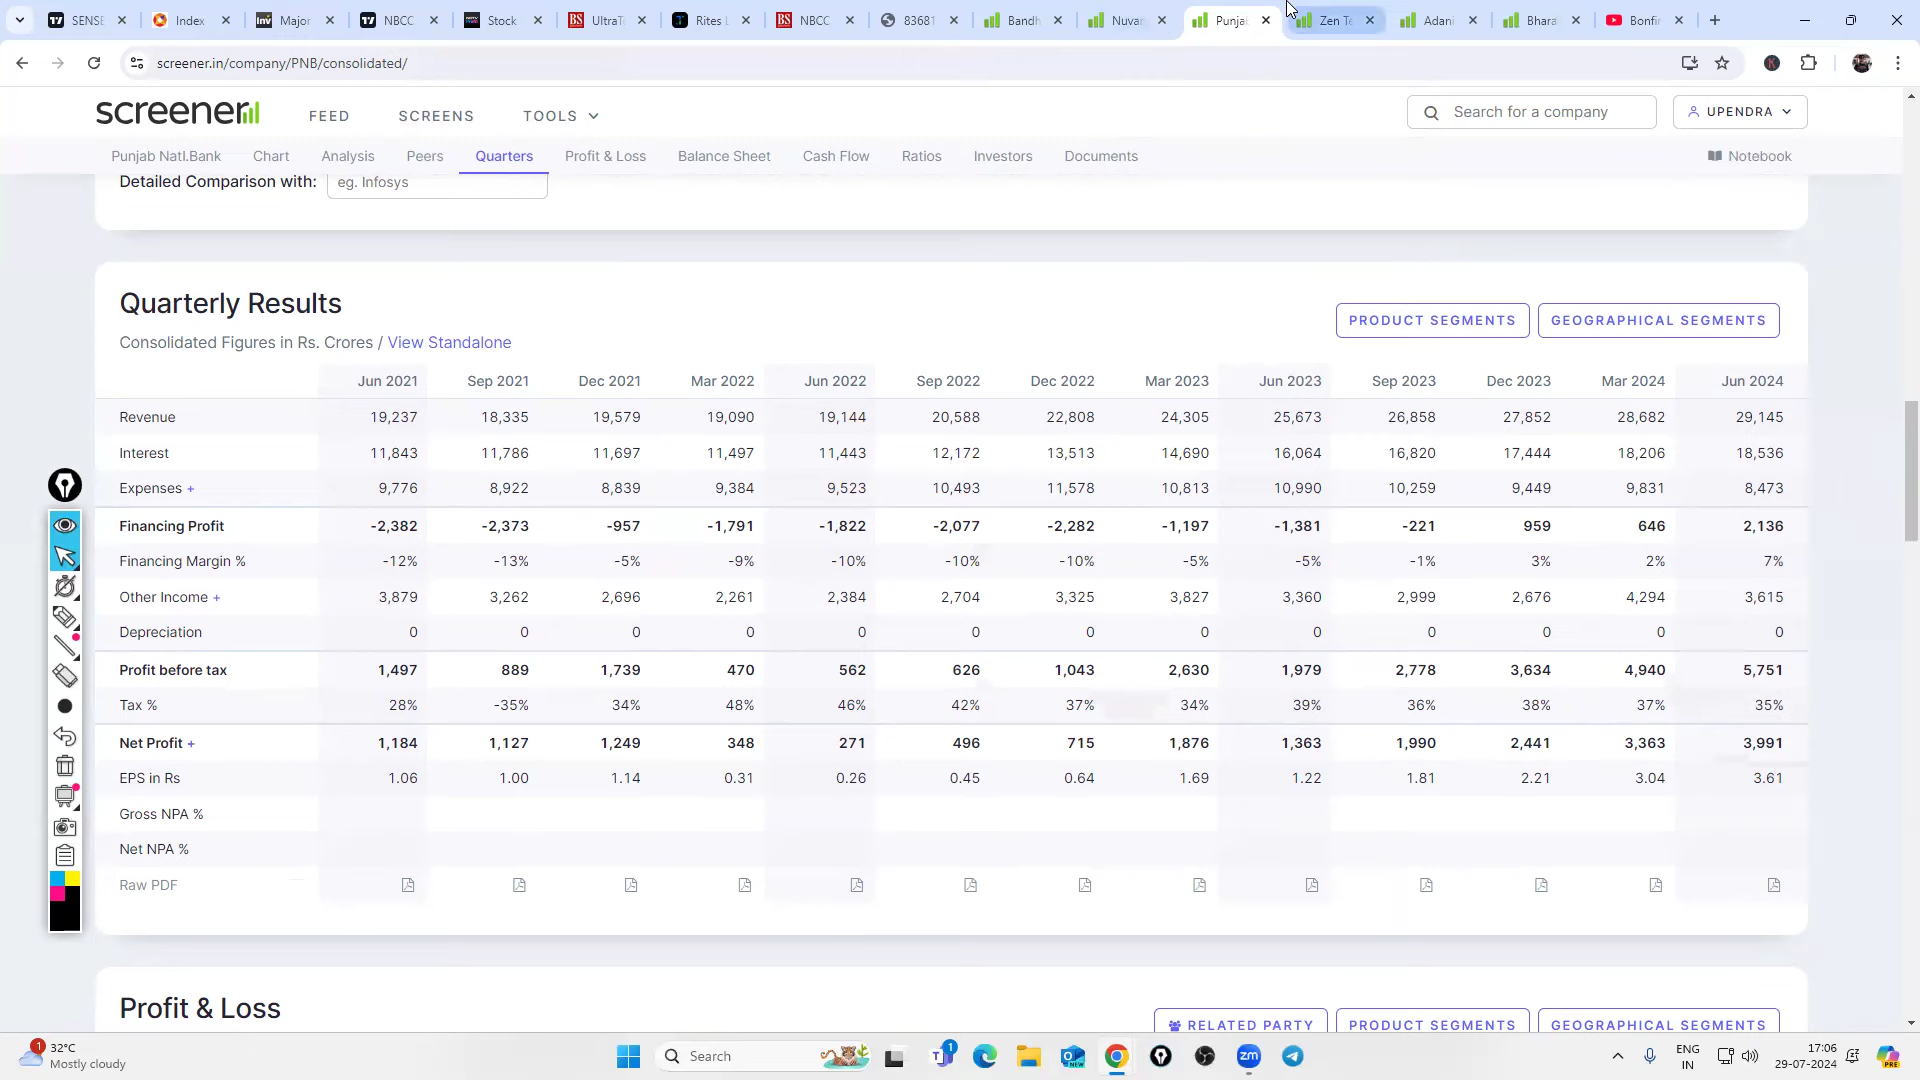 SENSE
Index
Inv Major
NBCC
Stock
BS UltraT
Rites L
BS NBCC
83681
Bandh
Nuvan
Punjab
Zen Te
Adani
Bhara
Bonfir
screener.in/company/PNB/consolidated/
screener FEED SCREENS TOOLS Search for a company UPENDRA
Punjab Natl.Bank Chart Analysis Peers Quarters Profit & Loss Balance Sheet Cash Flow Ratios Investors Documents Notebook
Detailed Comparison with: eg. Infosys
Quarterly Results
PRODUCT SEGMENTS GEOGRAPHICAL SEGMENTS
Consolidated Figures in Rs. Crores / View Standalone
Jun 2021 Sep 2021 Dec 2021 Mar 2022 Jun 2022 Sep 2022 Dec 2022 Mar 2023 Jun 2023 Sep 2023 Dec 2023 Mar 2024 Jun 2024
Revenue 19,237 18,335 19,579 19,090 19,144 20,588 22,808 24,305 25,673 26,858 27,852 28,682 29,145
Interest 11,843 11,786 11,697 11,497 11,443 12,172 13,513 14,690 16,064 16,820 17,444 18,206 18,536
Expenses + 9,776 8,922 8,839 9,384 9,523 10,493 11,578 10,813 10,990 10,259 9,449 9,831 8,473
Financing Profit -2,382 -2,373 -957 -1,791 -1,822 -2,077 -2,282 -1,197 -1,381 -221 959 646 2,136
Financing Margin % -12% -13% -5% -9% -10% -10% -10% -5% -5% -1% 3% 2% 7%
Other Income + 3,879 3,262 2,696 2,261 2,384 2,704 3,325 3,827 3,360 2,999 2,676 4,294 3,615
Depreciation 0 0 0 0 0 0 0 0 0 0 0 0 0
Profit before tax 1,497 889 1,739 470 562 626 1,043 2,630 1,979 2,778 3,634 4,940 5,751
Tax % 28% -35% 34% 48% 46% 42% 37% 34% 39% 36% 38% 37% 35%
Net Profit + 1,184 1,127 1,249 348 271 496 715 1,876 1,363 1,990 2,441 3,363 3,991
EPS in Rs 1.06 1.00 1.14 0.31 0.26 0.45 0.64 1.69 1.22 1.81 2.21 3.04 3.61
Gross NPA %
Net NPA %
Raw PDF
Profit & Loss
RELATED PARTY PRODUCT SEGMENTS GEOGRAPHICAL SEGMENTS
1 32°C
Mostly cloudy
Search
1
zm
ENG
IN
17:06
29-07-2024